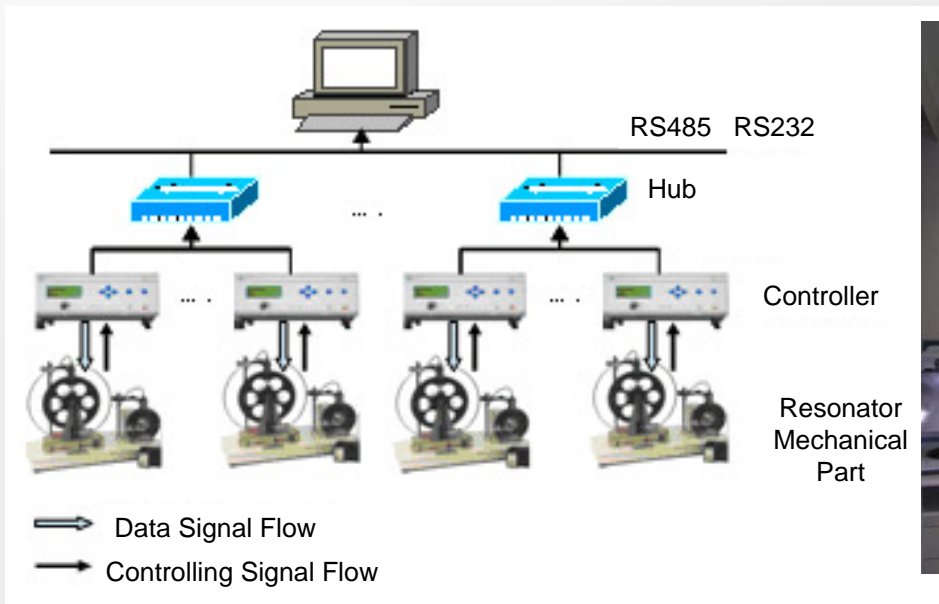 RS485 RS232
Hub
... .
... .
... .
Controller
Resonator
Mechanical
Part
Data Signal Flow
Controlling Signal Flow